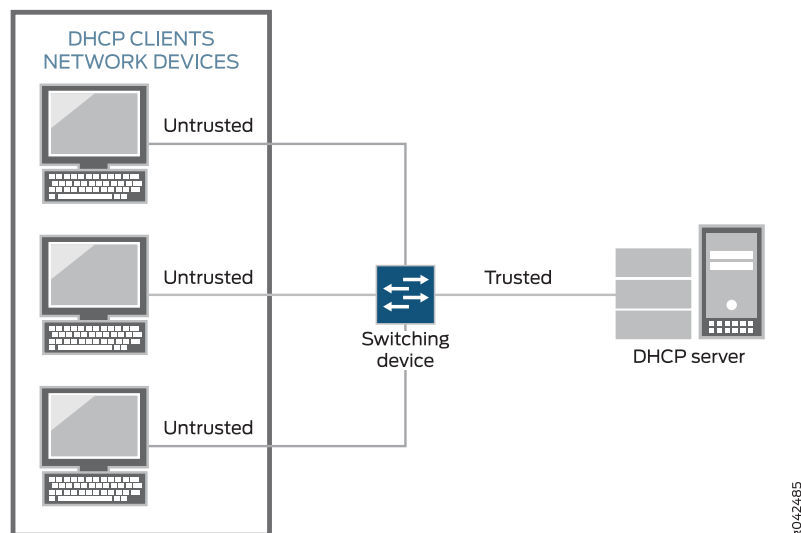 DHCP CLIENTS
NETWORK DEVICES
Untrusted
Untrusted
Trusted
Switching
device
DHCP server
Untrusted
g042485